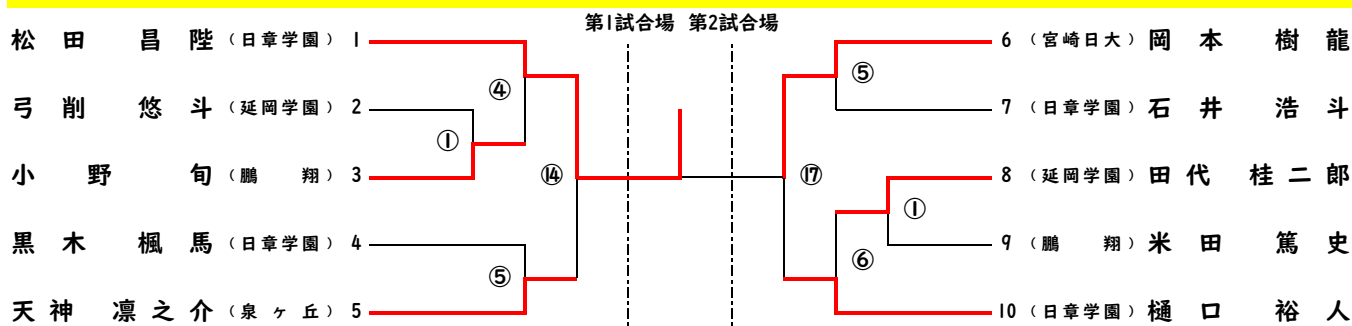 第1試合場 第2試合場
松田 昌陞 (日章学園) 1
弓削 悠斗 (延岡学園) 2
小野 旬 (鵬 翔) 3
黒木 楓馬 (日章学園) 4
天神 凛之介 (泉ヶ丘) 5
④
①
⑭
⑤
6 (宮崎日大) 岡本 樹龍
7 (日章学園) 石井 浩斗
8 (延岡学園) 田代 桂二郎
9 (鵬 翔) 米田 篤史
10 (日章学園) 樋口 裕人
⑤
⑰
①
⑥